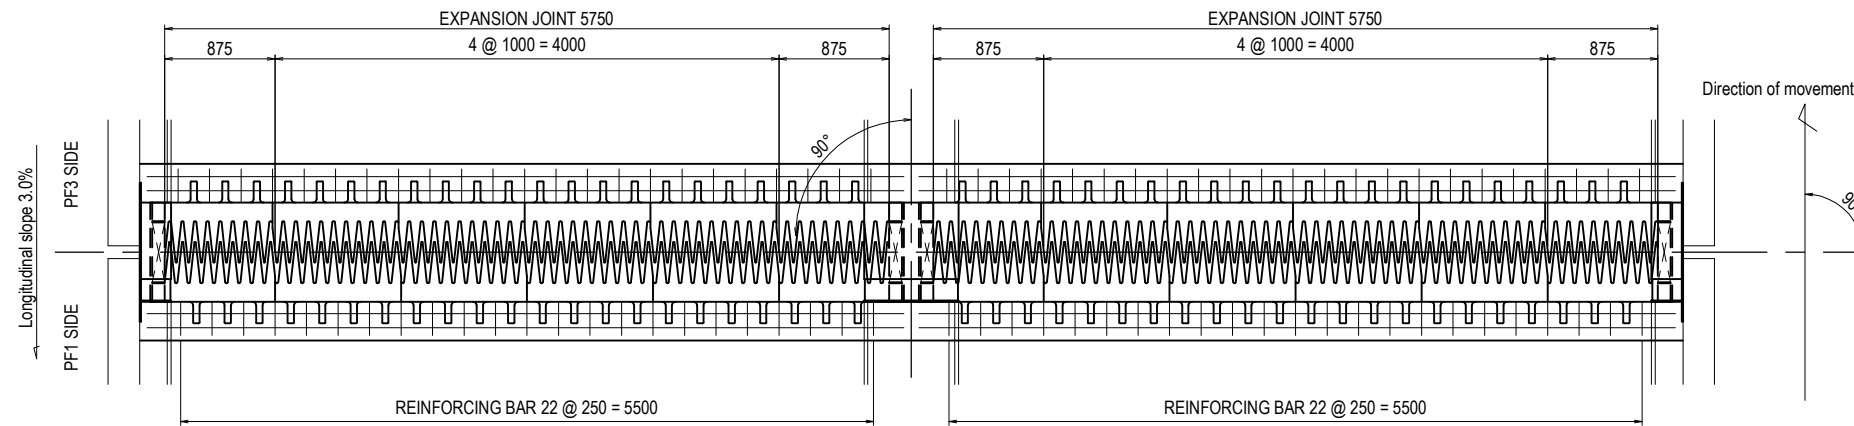 EXPANSION JOINT 5750
EXPANSION JOINT 5750
875
4 @ 1000 = 4000
875
875
4 @ 1000 = 4000
875
Direction of movement
90°
90
Longitudinal slope 3.0%
PF3 SIDE
PF1 SIDE
REINFORCING BAR 22 @ 250 = 5500
REINFORCING BAR 22 @ 250 = 5500